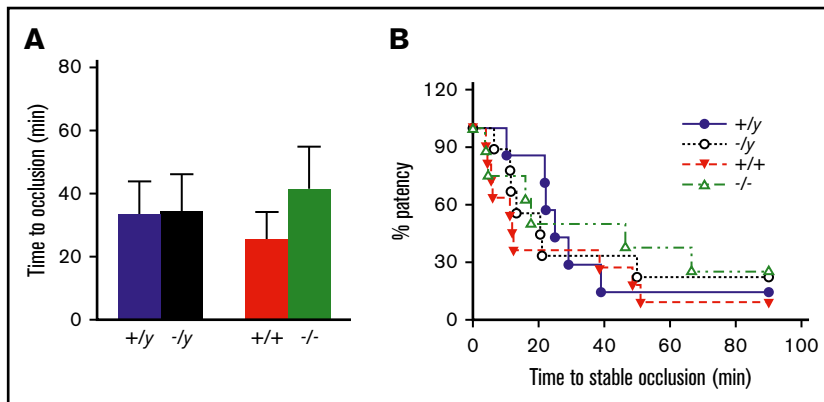 A
Time to occlusion (min)
80
60
40
20
0
+/y -/y +/+ -/-
B
% patency
120
90
60
30
0
0 20 40 60 80 100
Time to stable occlusion (min)
+/y
-/y
+/+
-/-